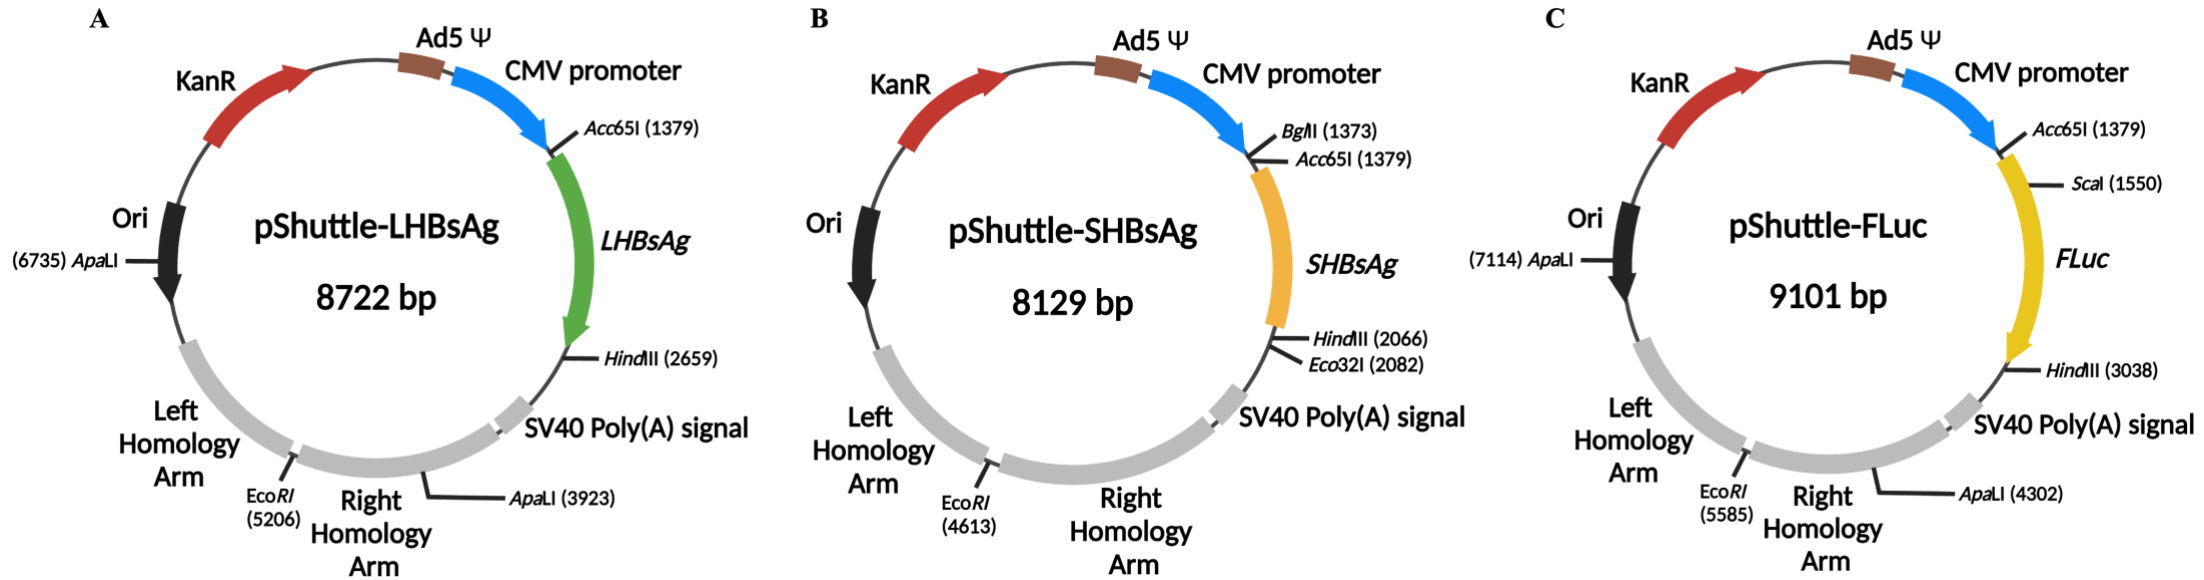 A
Ad5 Ψ
CMV promoter
KanR
Acc65I (1379)
Ori
pShuttle-LHBsAg
LHBsAg
(6735) ApaLI
8722 bp
HindIII (2659)
Left
Homology
Arm
SV40 Poly(A) signal
EcoRI
(5206)
Right
Homology
Arm
ApaLI (3923)
B
Ad5 Ψ
CMV promoter
KanR
BglII (1373)
Acc65I (1379)
Ori
pShuttle-SHBsAg
SHBsAg
8129 bp
HindIII (2066)
Eco32I (2082)
Left
Homology
Arm
SV40 Poly(A) signal
EcoRI
(4613)
Right
Homology
Arm
C
Ad5 Ψ
CMV promoter
KanR
Acc65I (1379)
ScaI (1550)
Ori
pShuttle-FLuc
FLuc
(7114) ApaLI
9101 bp
HindIII (3038)
Left
Homology
Arm
SV40 Poly(A) signal
EcoRI
(5585)
Right
Homology
Arm
ApaLI (4302)